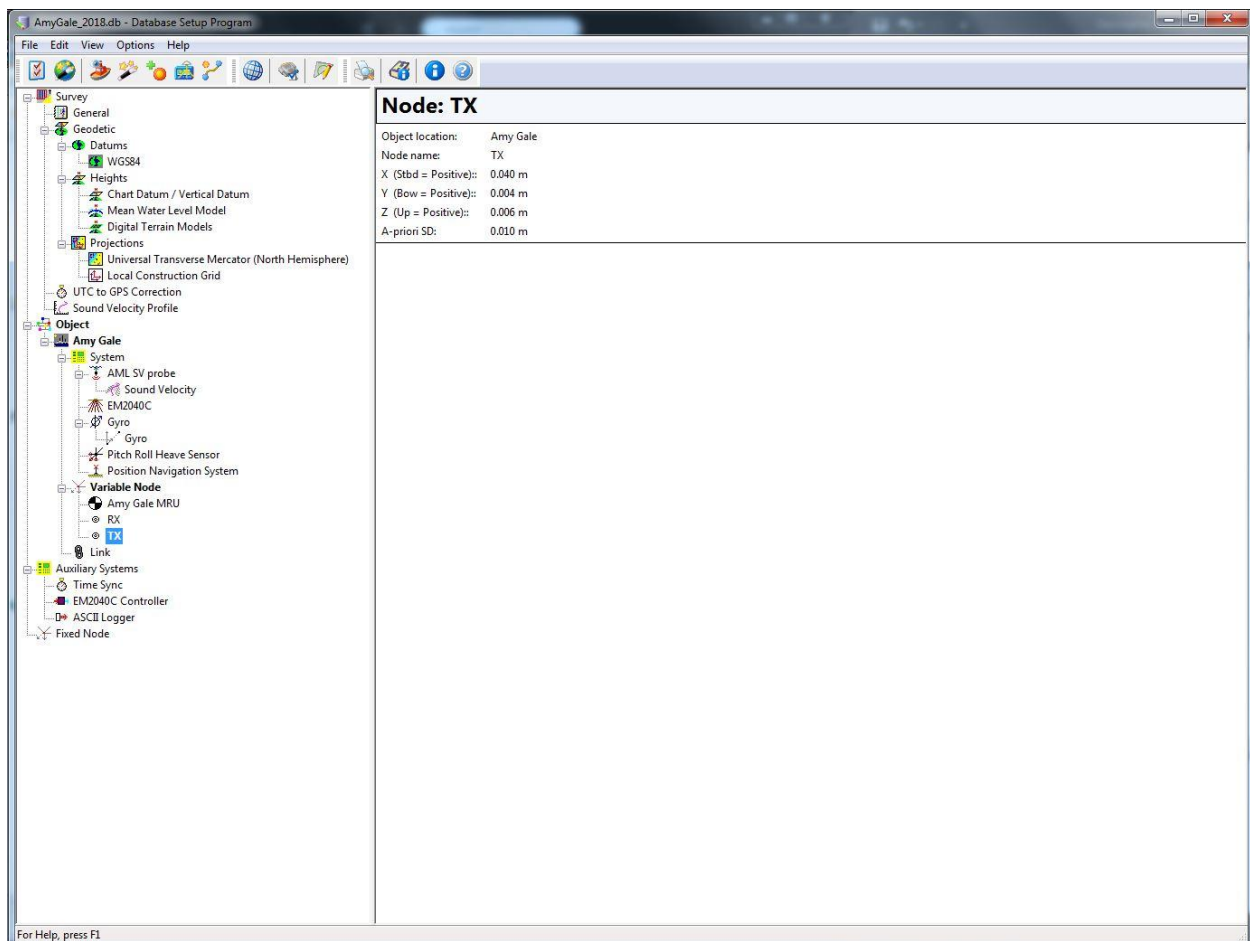 AmyGale_2018.db - Database Setup Program
File Edit View Options Help
Survey
General
Geodetic
Datums
WGS84
Heights
Chart Datum / Vertical Datum
Mean Water Level Model
Digital Terrain Models
Projections
Universal Transverse Mercator (North Hemisphere)
Local Construction Grid
UTC to GPS Correction
Sound Velocity Profile
Object
Amy Gale
System
AML SV probe
Sound Velocity
EM2040C
Gyro
Gyro
Pitch Roll Heave Sensor
Position Navigation System
Variable Node
Amy Gale MRU
RX
TX
Link
Auxiliary Systems
Time Sync
EM2040C Controller
ASCII Logger
Fixed Node
Node: TX
Object location: Amy Gale
Node name: TX
X (Stbd = Positive):: 0.040 m
Y (Bow = Positive):: 0.004 m
Z (Up = Positive):: 0.006 m
A-priori SD: 0.010 m
For Help, press F1